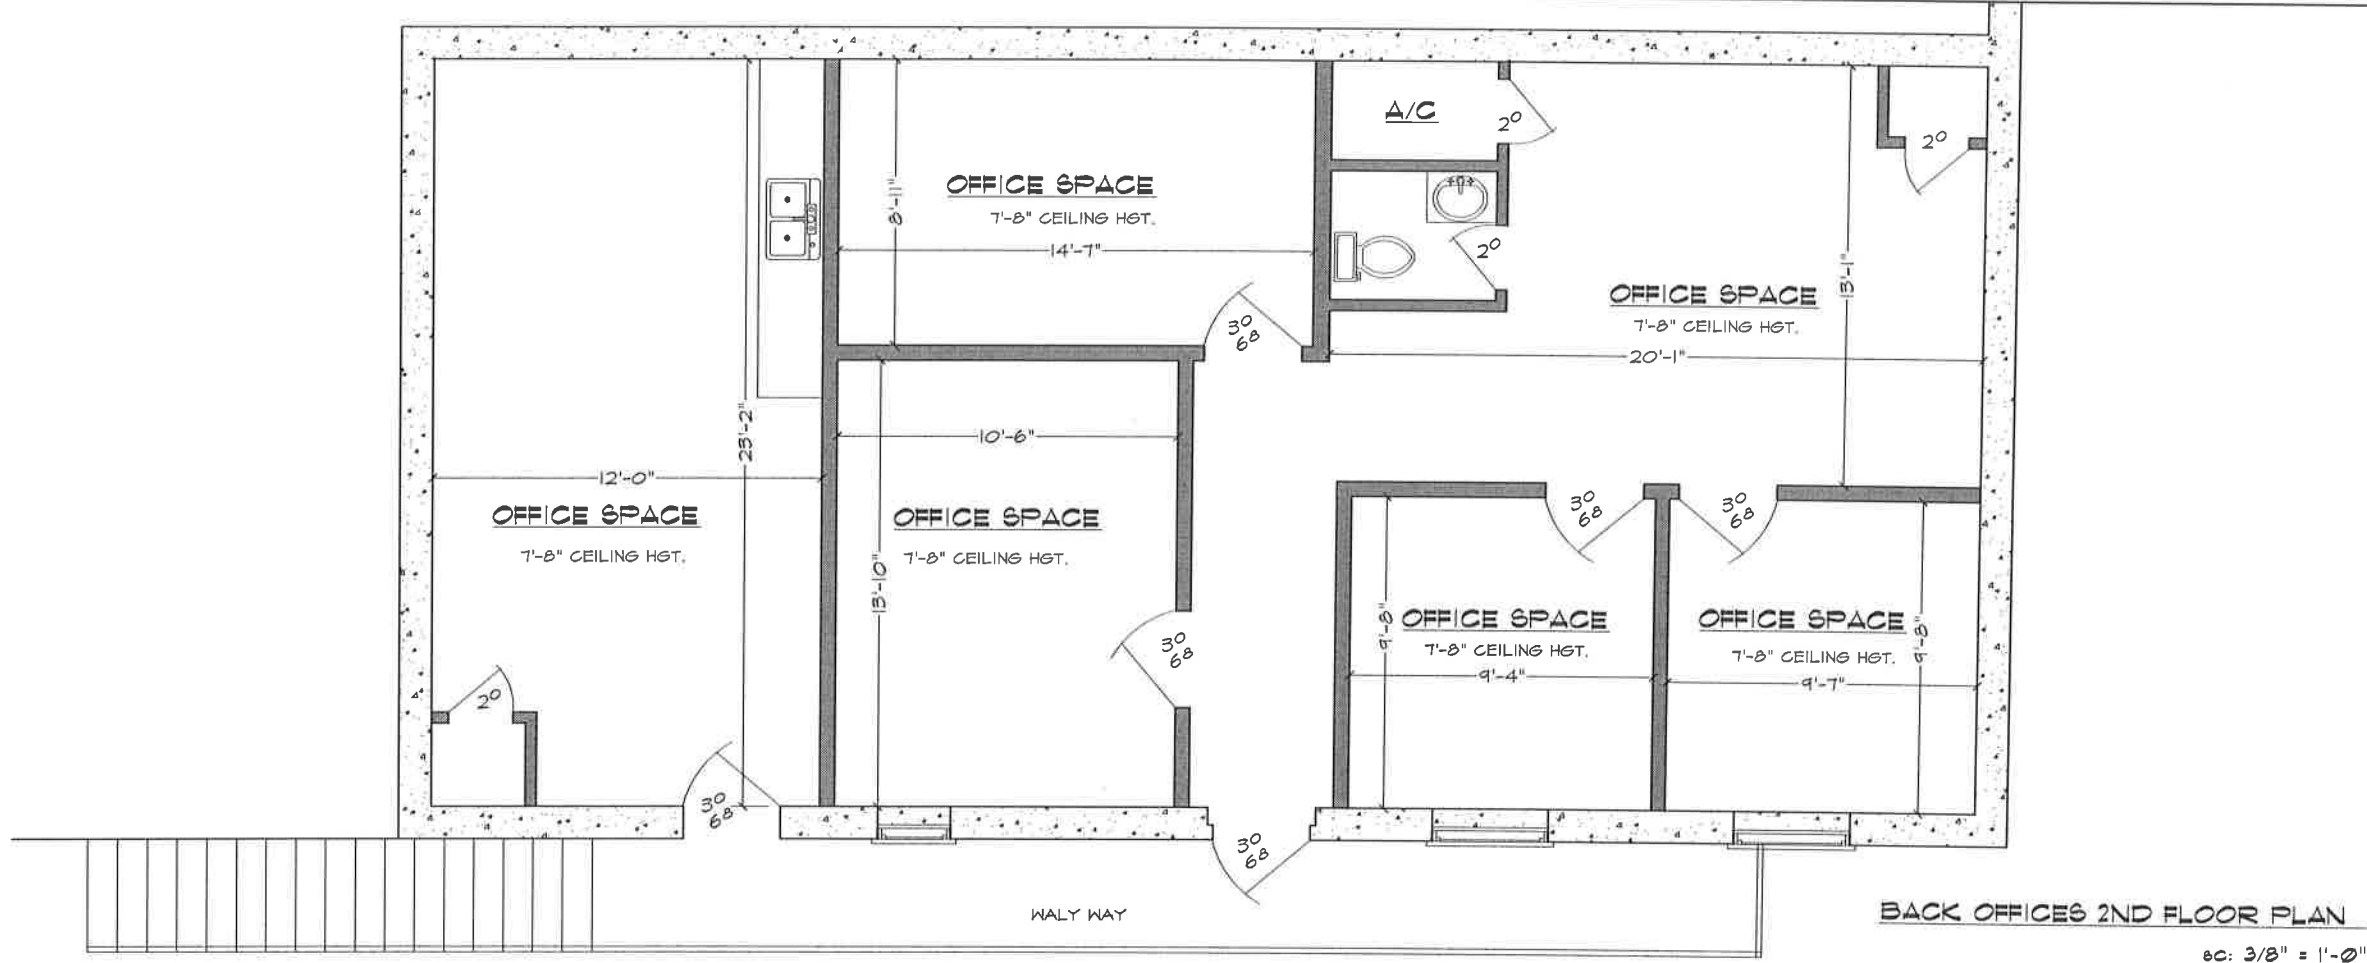 A/C
2⁰
2⁰
OFFICE SPACE
7'-8" CEILING HGT.
8'-11"
14'-7"
2⁰
3⁰
6⁸
OFFICE SPACE
7'-8" CEILING HGT.
13'-1"
20'-1"
23'-2"
12'-0"
OFFICE SPACE
7'-8" CEILING HGT.
10'-6"
OFFICE SPACE
7'-8" CEILING HGT.
13'-10"
3⁰
6⁸
3⁰
6⁸
3⁰
6⁸
OFFICE SPACE
7'-8" CEILING HGT.
9'-8"
9'-4"
OFFICE SPACE
7'-8" CEILING HGT.
9'-8"
9'-7"
2⁰
3⁰
6⁸
3⁰
6⁸
WALY WAY
BACK OFFICES 2ND FLOOR PLAN
SC: 3/8" = 1'-0"